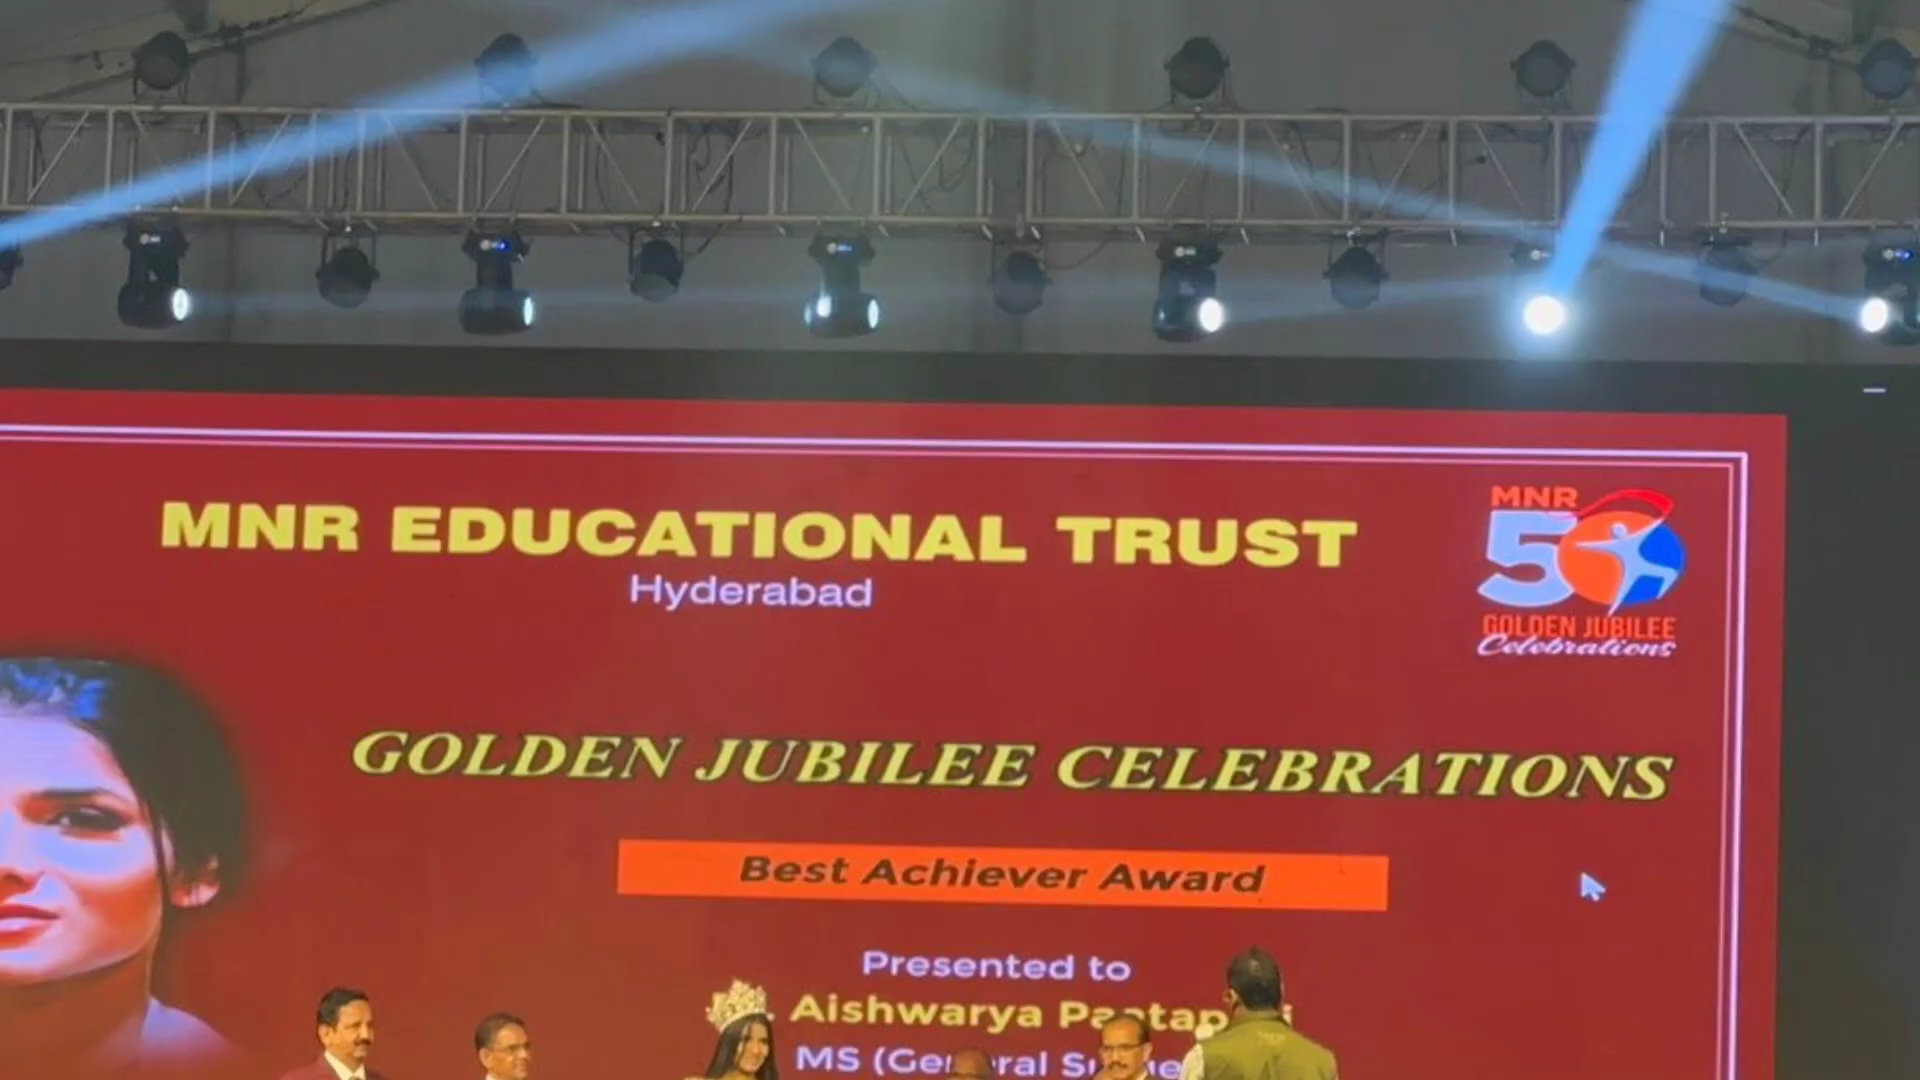 MNR EDUCATIONAL TRUST
Hyderabad
MNR
50
GOLDEN JUBILEE
Celebrations
GOLDEN JUBILEE CELEBRATIONS
Best Achiever Award
Presented to
Aishwarya
MS